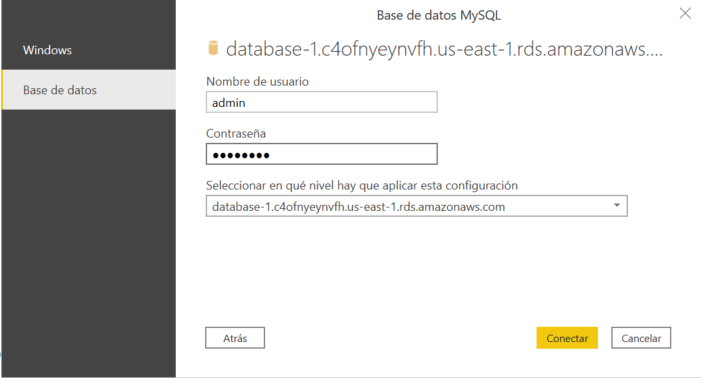 Base de datos MySQL
Windows
Base de datos
database-1.c4ofnyeynvfh.us-east-1.rds.amazonaws....
Nombre de usuario
admin
Contraseña
●●●●●●●●
Seleccionar en qué nivel hay que aplicar esta configuración
database-1.c4ofnyeynvfh.us-east-1.rds.amazonaws.com
Atrás
Conectar
Cancelar